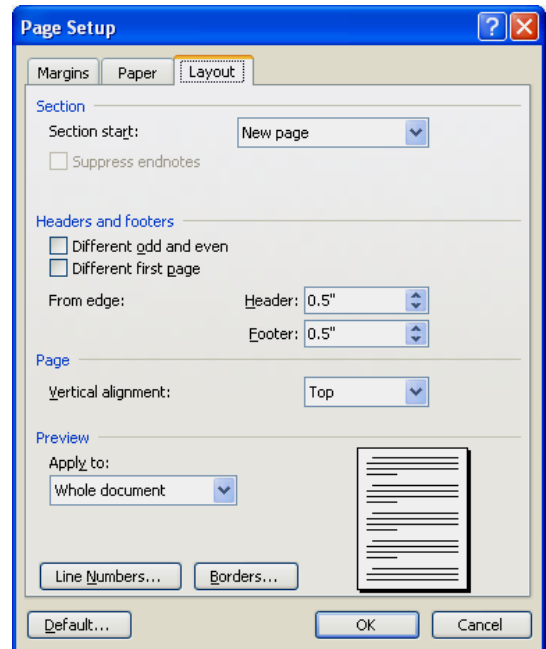 Page Setup
Margins Paper Layout
Section
Section start: New page
Suppress endnotes
Headers and footers
Different odd and even
Different first page
From edge: Header: 0.5"
Footer: 0.5"
Page
Vertical alignment: Top
Preview
Apply to:
Whole document
Line Numbers... Borders...
Default... OK Cancel